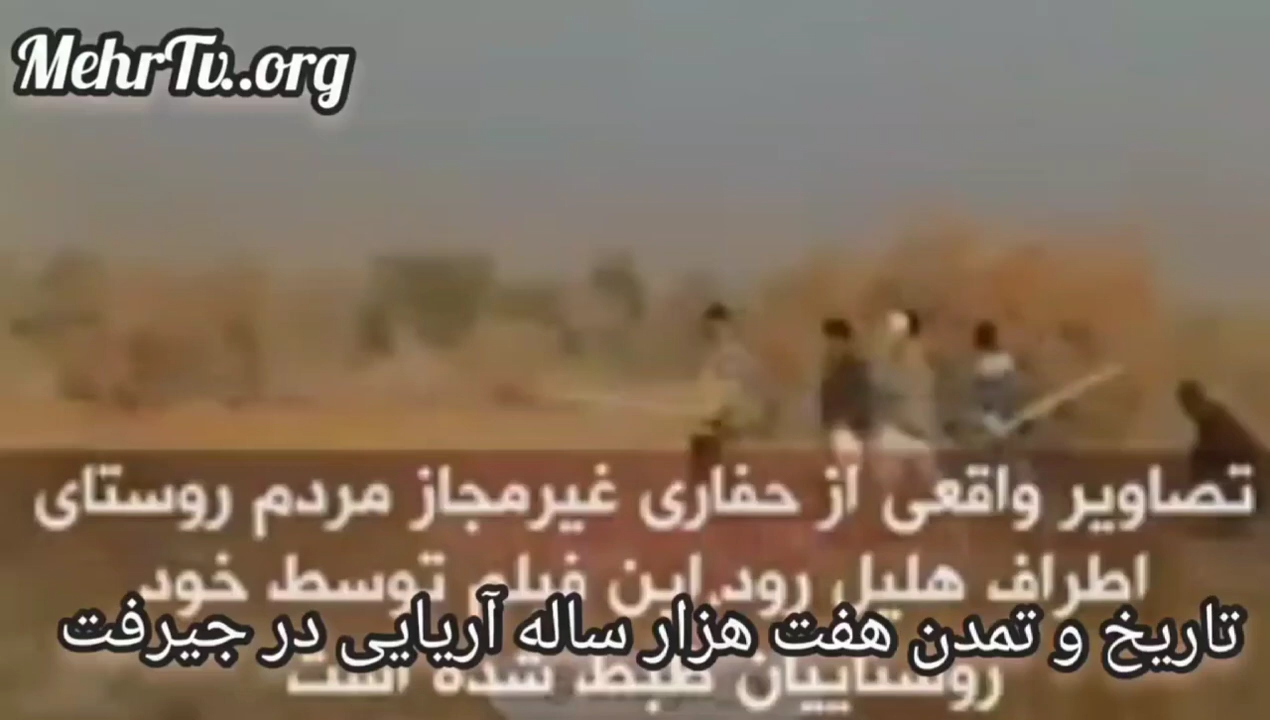 MehrTv..org
تصاویر واقعی از حفاری غیرمجاز مردم روستای
اطراف هلیل رود.این فیلم توسط خود
تاریخ و تمدن هفت هزار ساله آریایی در جیرفت
روستاییان ضبط شده است